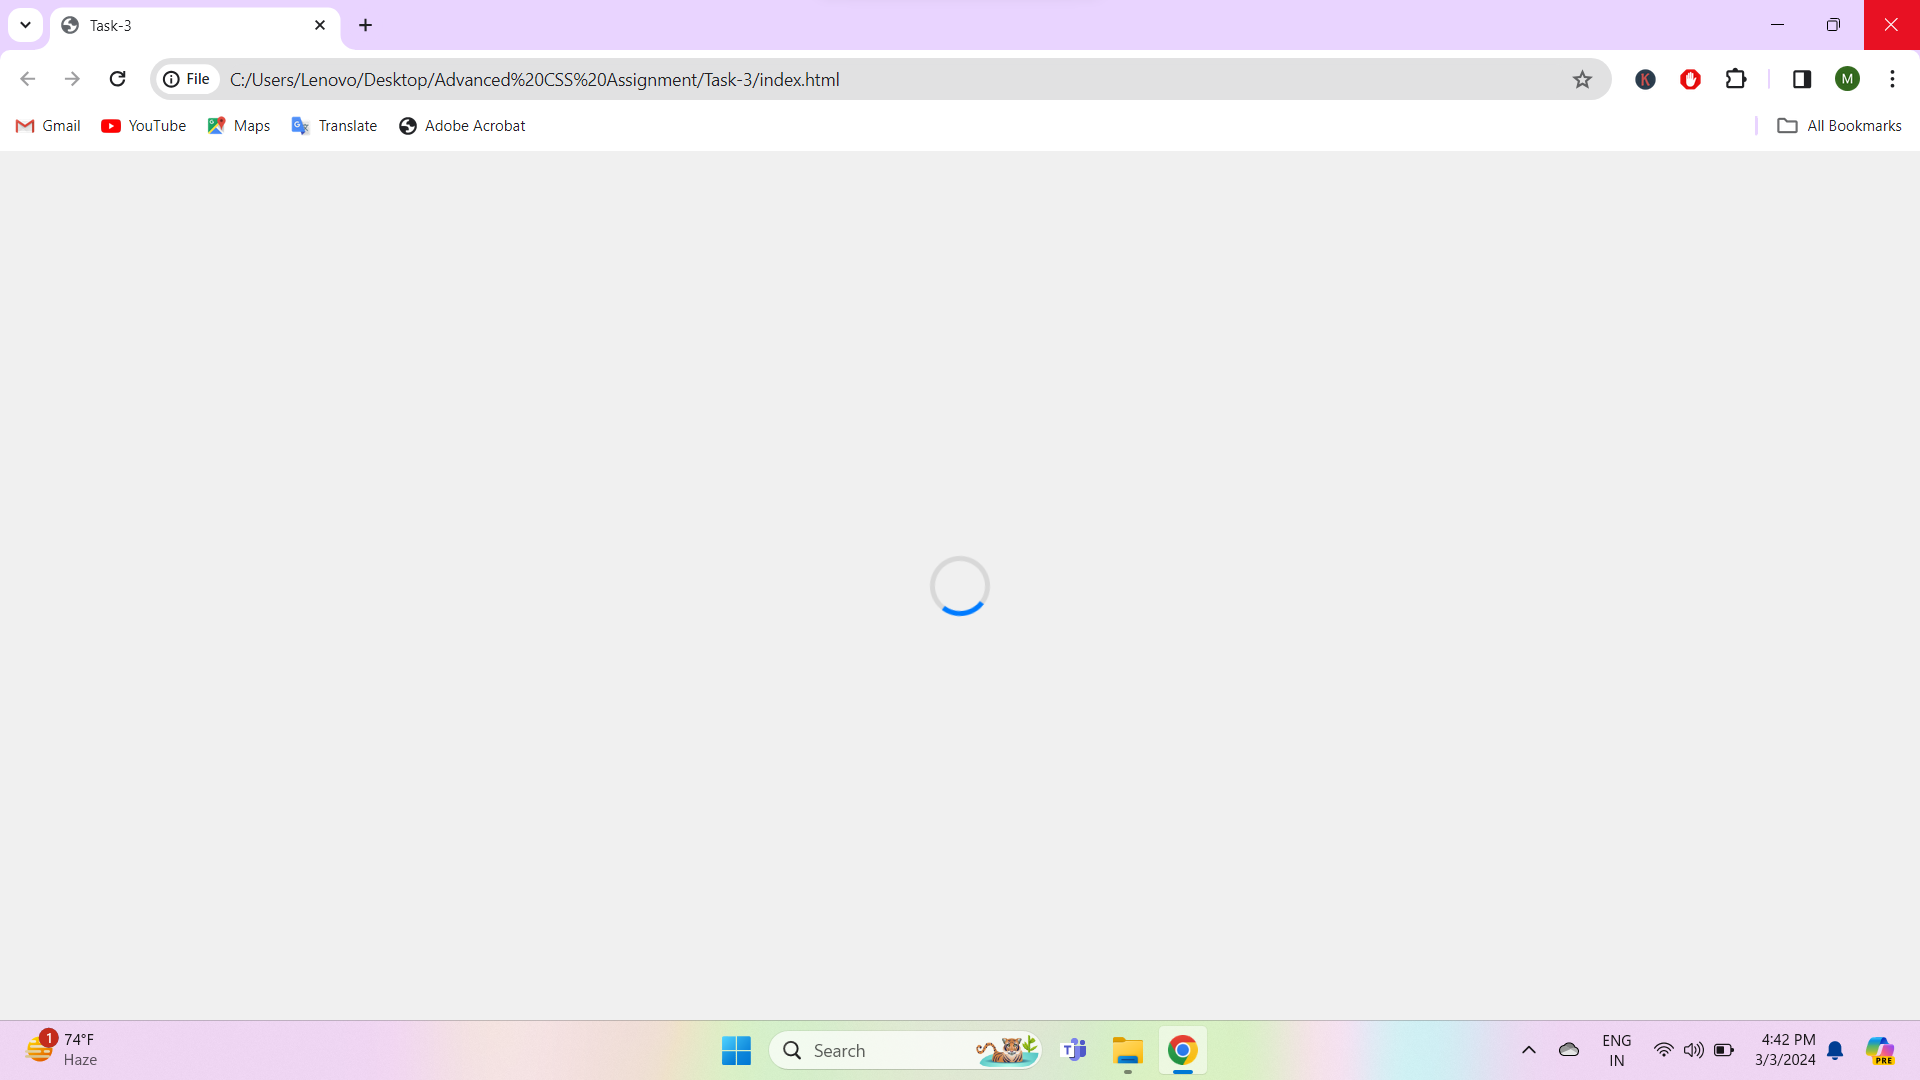 Task-3
File
C:/Users/Lenovo/Desktop/Advanced%20CSS%20Assignment/Task-3/index.html
K
M
Gmail
YouTube
Maps
Translate
Adobe Acrobat
All Bookmarks
1
74°F
Haze
Search
T
ENG
IN
4:42 PM
3/3/2024
PRE